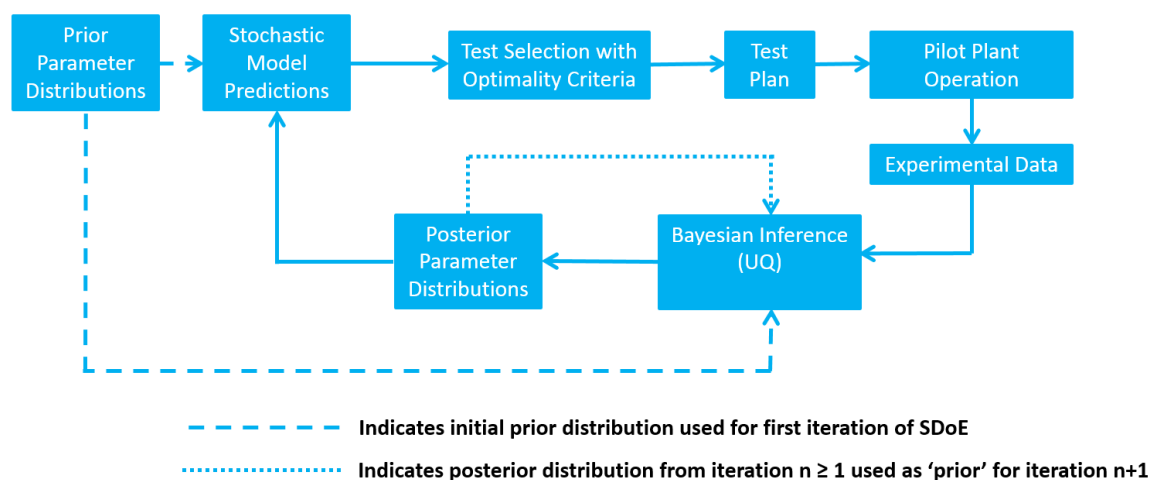 Prior
Parameter
Distributions
Stochastic
Model
Predictions
Test Selection with
Optimality Criteria
Test
Plan
Pilot Plant
Operation
Experimental Data
Posterior
Parameter
Distributions
Bayesian Inference
(UQ)
Indicates initial prior distribution used for first iteration of SDoE
Indicates posterior distribution from iteration n ≥ 1 used as ‘prior’ for iteration n+1